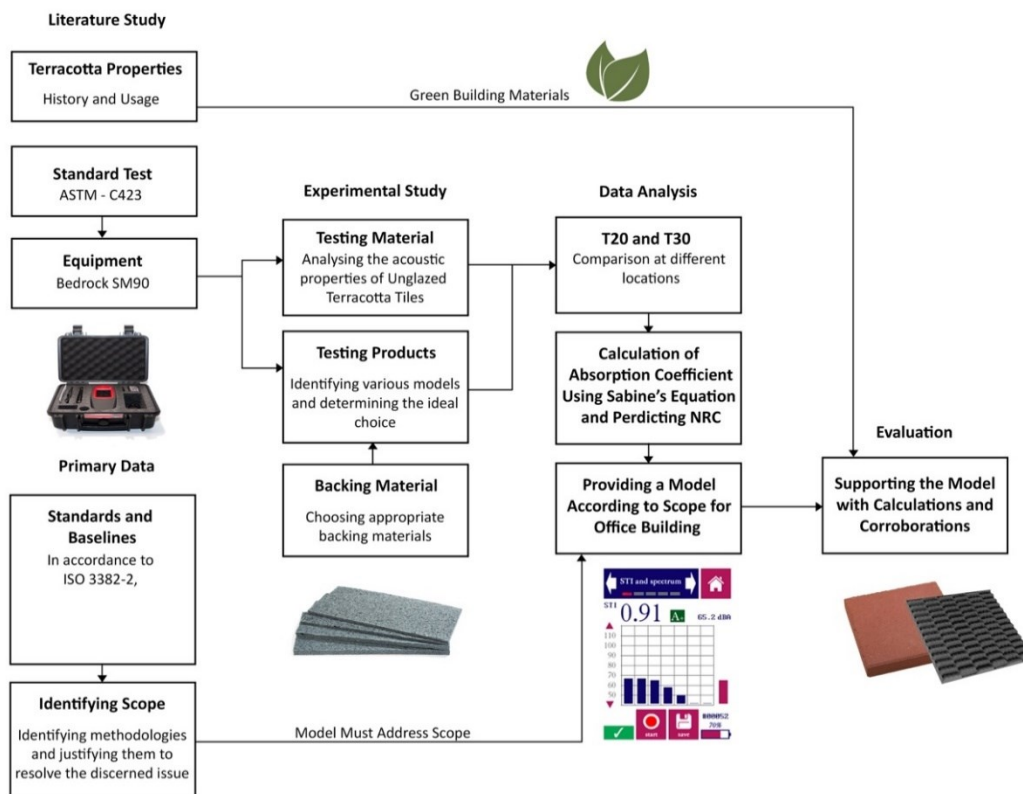 Literature Study
Terracotta Properties
History and Usage
Green Building Materials
Standard Test
ASTM - C423
Equipment
Bedrock SM90
Experimental Study
Testing Material
Analysing the acoustic
properties of Unglazed
Terracotta Tiles
Testing Products
Identifying various models
and determining the ideal
choice
Backing Material
Choosing appropriate
backing materials
Data Analysis
T20 and T30
Comparison at different
locations
Calculation of
Absorption Coefficient
Using Sabine's Equation
and Perdicting NRC
Providing a Model
According to Scope for
Office Building
Evaluation
Supporting the Model
with Calculations and
Corroborations
Primary Data
Standards and
Baselines
In accordance to
ISO 3382-2,
Identifying Scope
Identifying methodologies
and justifying them to
resolve the discerned issue
Model Must Address Scope
STI and spectrum
STI
0.91
A+
65.2 dBA
110
100
90
80
70
60
50
start
save
70%